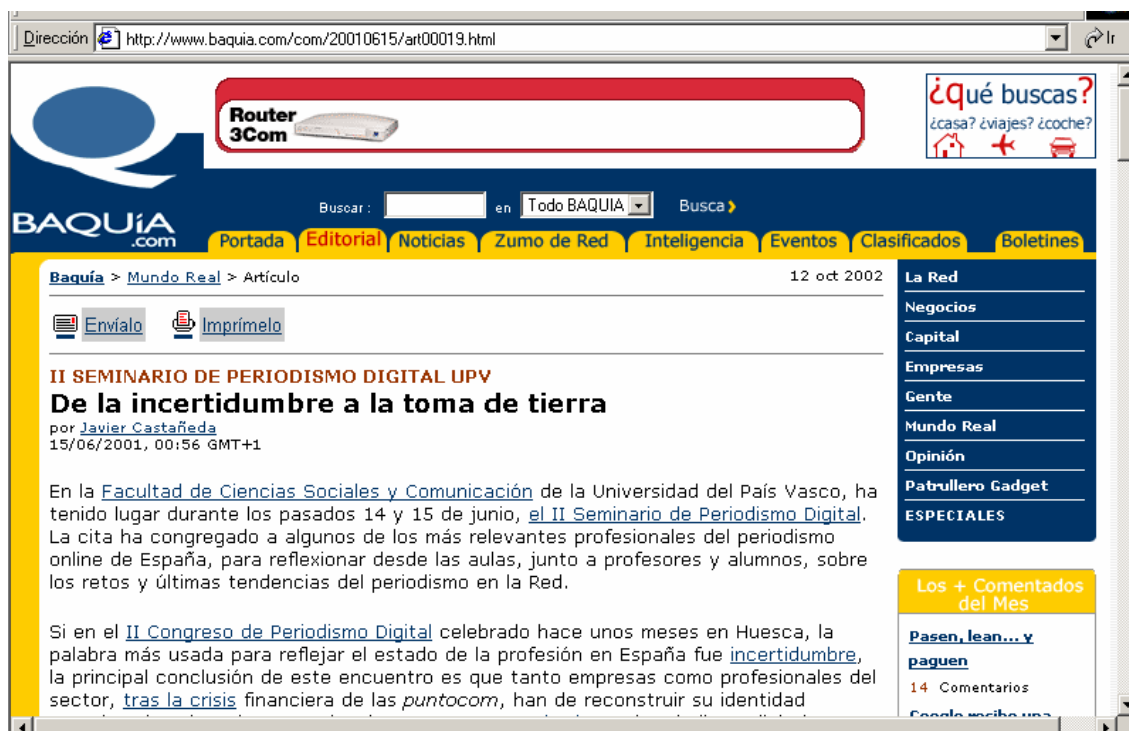 Dirección http://www.baquia.com/com/20010615/art00019.html Ir
Router
3Com
¿qué buscas?
¿casa? ¿viajes? ¿coche?
BAQUíA
.com
Buscar: en Todo BAQUIA Busca
Portada Editorial Noticias Zumo de Red Inteligencia Eventos Clasificados Boletines
Baquía > Mundo Real > Artículo 12 oct 2002
Envíalo Imprímelo
II SEMINARIO DE PERIODISMO DIGITAL UPV
De la incertidumbre a la toma de tierra
por Javier Castañeda
15/06/2001, 00:56 GMT+1
En la Facultad de Ciencias Sociales y Comunicación de la Universidad del País Vasco, ha
tenido lugar durante los pasados 14 y 15 de junio, el II Seminario de Periodismo Digital.
La cita ha congregado a algunos de los más relevantes profesionales del periodismo
online de España, para reflexionar desde las aulas, junto a profesores y alumnos, sobre
los retos y últimas tendencias del periodismo en la Red.
Si en el II Congreso de Periodismo Digital celebrado hace unos meses en Huesca, la
palabra más usada para reflejar el estado de la profesión en España fue incertidumbre,
la principal conclusión de este encuentro es que tanto empresas como profesionales del
sector, tras la crisis financiera de las puntocom, han de reconstruir su identidad
La Red
Negocios
Capital
Empresas
Gente
Mundo Real
Opinión
Patrullero Gadget
ESPECIALES
Los + Comentados
del Mes
Pasen, lean... y
paguen
14 Comentarios
Google recibe una